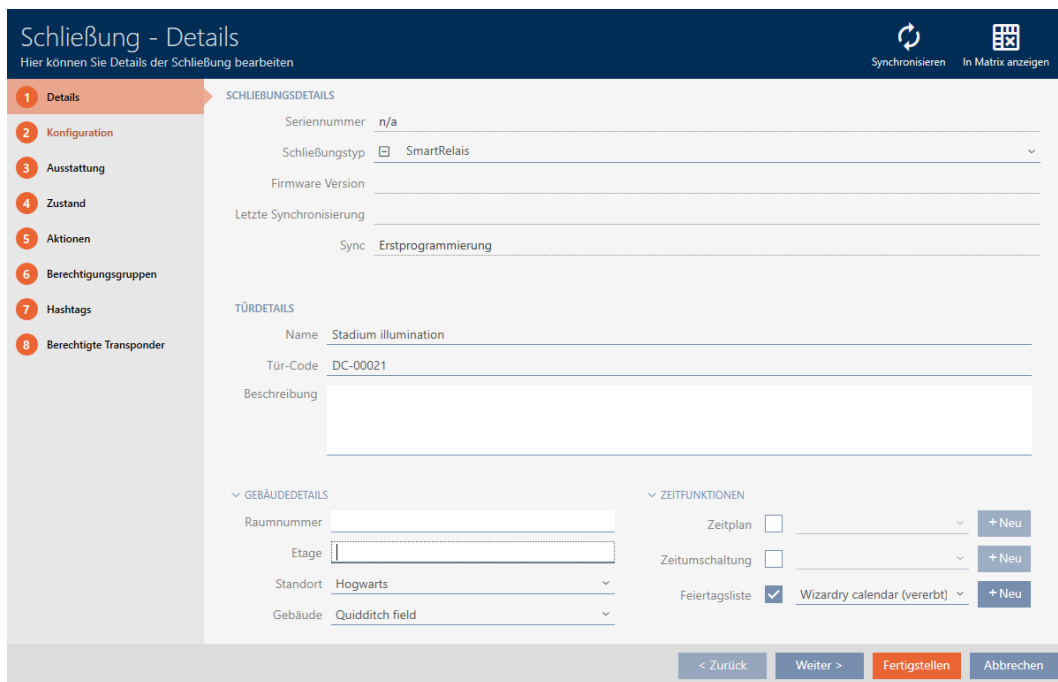 Schließung - Details
Hier können Sie Details der Schließung bearbeiten
Synchronisieren
In Matrix anzeigen
1 Details
2 Konfiguration
3 Ausstattung
4 Zustand
5 Aktionen
6 Berechtigungsgruppen
7 Hashtags
8 Berechtigte Transponder
SCHLIEßUNGSDETAILS
Seriennummer n/a
Schließungstyp SmartRelais
Firmware Version
Letzte Synchronisierung
Sync Erstprogrammierung
TÜRDETAILS
Name Stadium illumination
Tür-Code DC-00021
Beschreibung
GEBÄUDEDETAILS
Raumnummer
Etage
Standort Hogwarts
Gebäude Quidditch field
ZEITFUNKTIONEN
Zeitplan + Neu
Zeitumschaltung + Neu
Feiertagsliste Wizardry calendar (vererbt) + Neu
< Zurück
Weiter >
Fertigstellen
Abbrechen